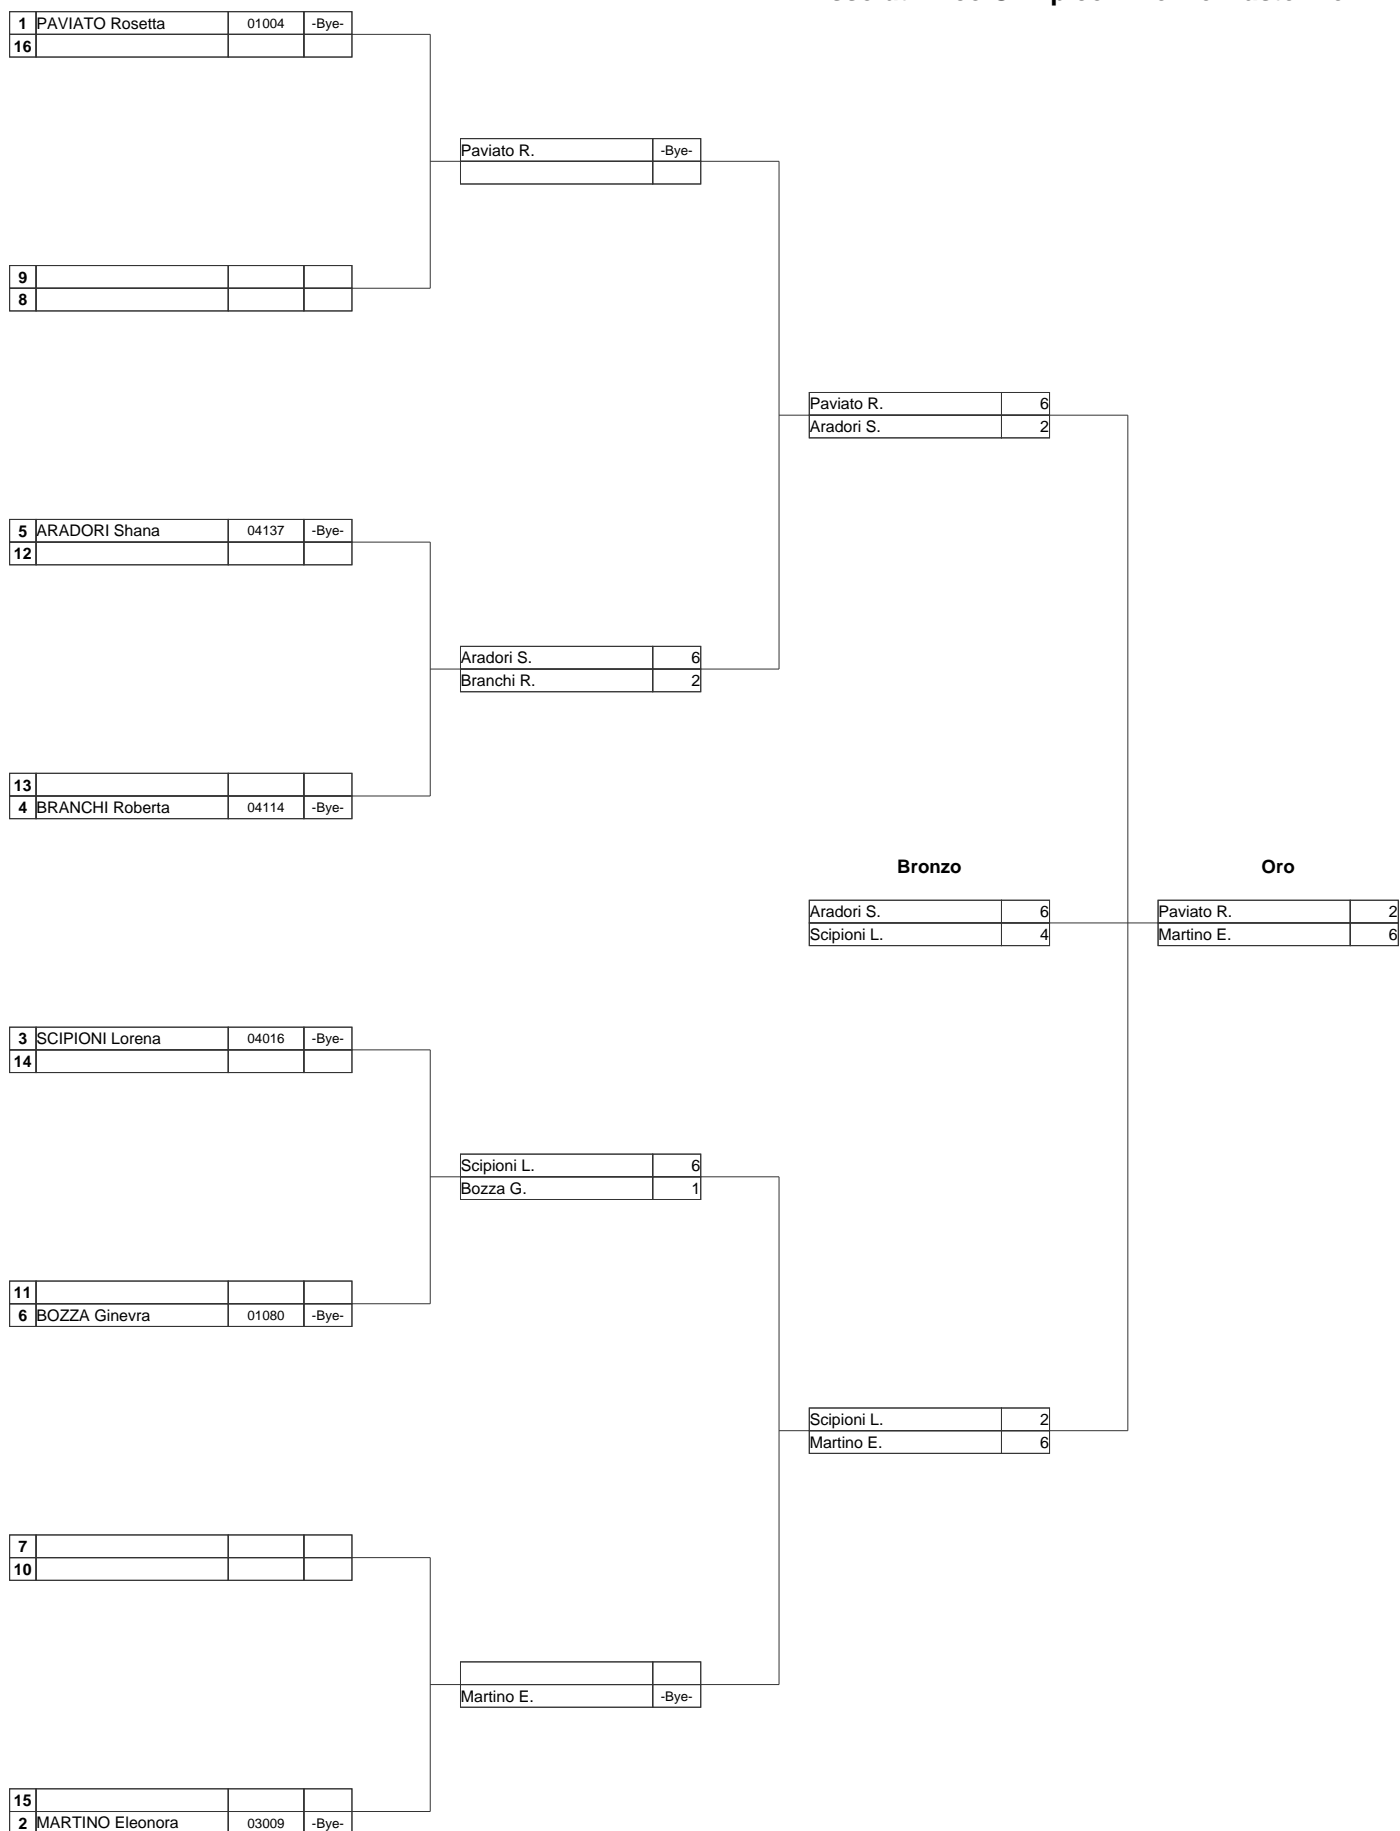 1 PAVIATO Rosetta 01004 -Bye-
16
Paviato R. -Bye-
9
8
Paviato R. 6
Aradori S. 2
5 ARADORI Shana 04137 -Bye-
12
Aradori S. 6
Branchi R. 2
13
4 BRANCHI Roberta 04114 -Bye-
Bronzo Oro
Aradori S. 6 Paviato R. 2
Scipioni L. 4 Martino E. 6
3 SCIPIONI Lorena 04016 -Bye-
14
Scipioni L. 6
Bozza G. 1
11
6 BOZZA Ginevra 01080 -Bye-
Scipioni L. 2
Martino E. 6
7
10
Martino E. -Bye-
15
2 MARTINO Eleonora 03009 -Bye-